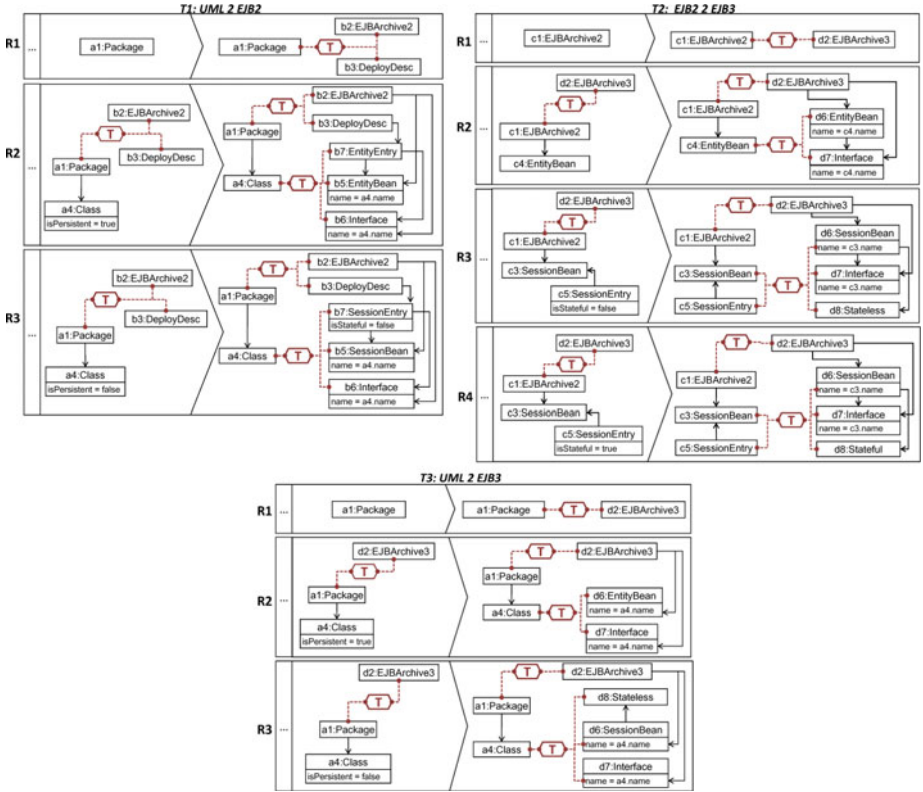 T1: UML 2 EJB2
R1
...
a1:Package
a1:Package
T
b2:EJBArchive2
b3:DeployDesc
R2
...
b2:EJBArchive2
T
a1:Package
b3:DeployDesc
a4:Class
isPersistent = true
b2:EJBArchive2
T
b3:DeployDesc
a1:Package
b7:EntityEntry
a4:Class
T
b5:EntityBean
name = a4.name
b6:Interface
name = a4.name
R3
...
b2:EJBArchive2
T
b3:DeployDesc
a1:Package
a4:Class
isPersistent = false
b2:EJBArchive2
T
b3:DeployDesc
a1:Package
b7:SessionEntry
isStateful = false
a4:Class
T
b5:SessionBean
name = a4.name
b6:Interface
name = a4.name
T2: EJB2 2 EJB3
R1
...
c1:EJBArchive2
c1:EJBArchive2
T
d2:EJBArchive3
R2
...
d2:EJBArchive3
T
c1:EJBArchive2
c4:EntityBean
T
d2:EJBArchive3
c1:EJBArchive2
d6:EntityBean
name = c4.name
c4:EntityBean
T
d7:Interface
name = c4.name
R3
...
d2:EJBArchive3
T
c1:EJBArchive2
c3:SessionBean
c5:SessionEntry
isStateful = false
T
d2:EJBArchive3
c1:EJBArchive2
d6:SessionBean
name = c3.name
c3:SessionBean
T
d7:Interface
name = c3.name
c5:SessionEntry
d8:Stateless
R4
...
d2:EJBArchive3
T
c1:EJBArchive2
c3:SessionBean
c5:SessionEntry
isStateful = true
T
d2:EJBArchive3
c1:EJBArchive2
d6:SessionBean
name = c3.name
c3:SessionBean
T
d7:Interface
name = c3.name
c5:SessionEntry
d8:Stateful
T3: UML 2 EJB3
R1
...
a1:Package
a1:Package
T
d2:EJBArchive3
R2
...
d2:EJBArchive3
T
a1:Package
a4:Class
isPersistent = true
T
d2:EJBArchive3
a1:Package
d6:EntityBean
name = a4.name
a4:Class
T
d7:Interface
name = a4.name
R3
...
d2:EJBArchive3
T
a1:Package
a4:Class
isPersistent = false
T
d2:EJBArchive3
d8:Stateless
a1:Package
d6:SessionBean
name = a4.name
a4:Class
T
d7:Interface
name = a4.name